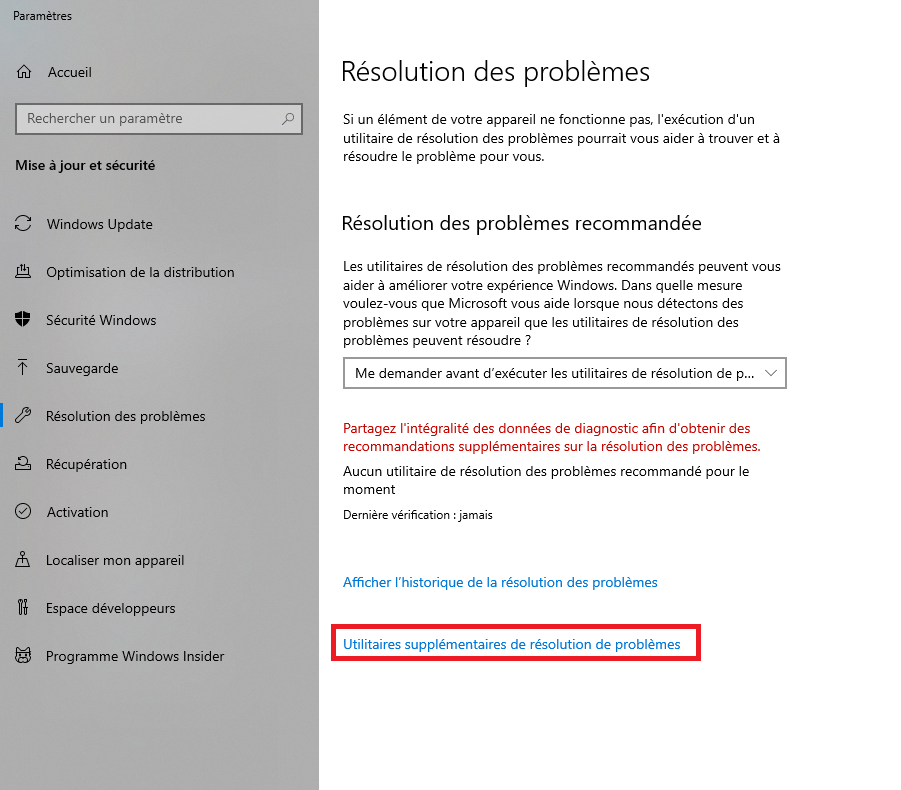 Paramètres
Accueil
Rechercher un paramètre
Mise à jour et sécurité
Windows Update
Optimisation de la distribution
Sécurité Windows
Sauvegarde
Résolution des problèmes
Récupération
Activation
Localiser mon appareil
Espace développeurs
Programme Windows Insider
Résolution des problèmes
Si un élément de votre appareil ne fonctionne pas, l'exécution d'un
utilitaire de résolution des problèmes pourrait vous aider à trouver et à
résoudre le problème pour vous.
Résolution des problèmes recommandée
Les utilitaires de résolution des problèmes recommandés peuvent vous
aider à améliorer votre expérience Windows. Dans quelle mesure
voulez-vous que Microsoft vous aide lorsque nous détectons des
problèmes sur votre appareil que les utilitaires de résolution des
problèmes peuvent résoudre ?
Me demander avant d’exécuter les utilitaires de résolution de p...
Partagez l'intégralité des données de diagnostic afin d'obtenir des
recommandations supplémentaires sur la résolution des problèmes.
Aucun utilitaire de résolution des problèmes recommandé pour le
moment
Dernière vérification : jamais
Afficher l’historique de la résolution des problèmes
Utilitaires supplémentaires de résolution de problèmes